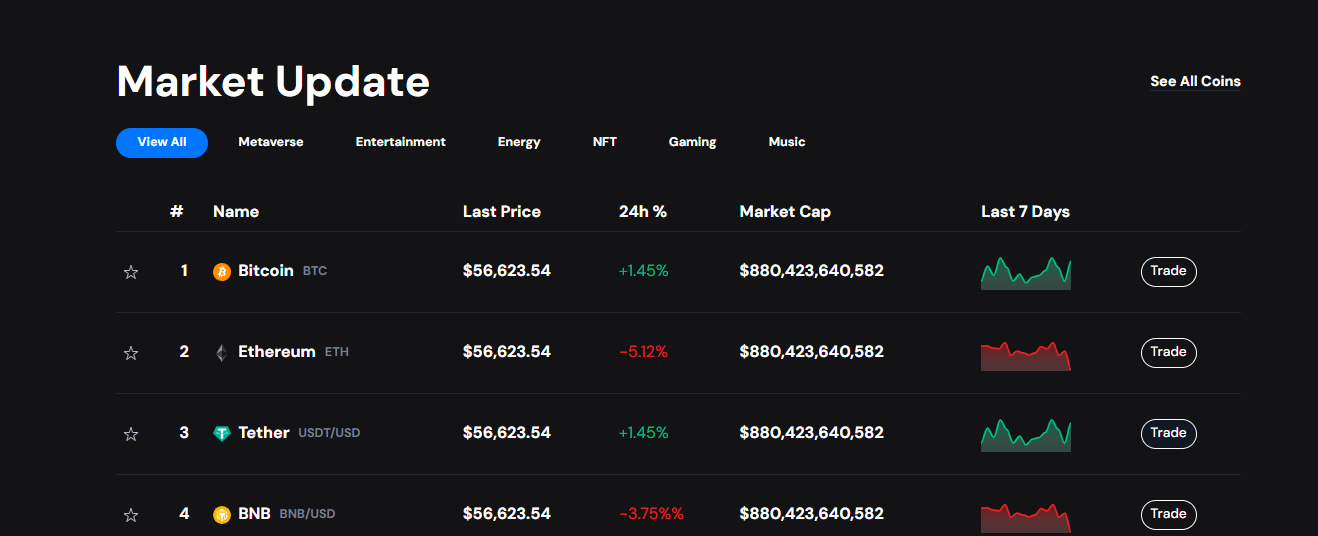 Market Update
See All Coins
View All Metaverse Entertainment Energy NFT Gaming Music
# Name Last Price 24h % Market Cap Last 7 Days
1 Bitcoin BTC $56,623.54 +1.45% $880,423,640,582 Trade
2 Ethereum ETH $56,623.54 -5.12% $880,423,640,582 Trade
3 Tether USDT/USD $56,623.54 +1.45% $880,423,640,582 Trade
4 BNB BNB/USD $56,623.54 -3.75%% $880,423,640,582 Trade